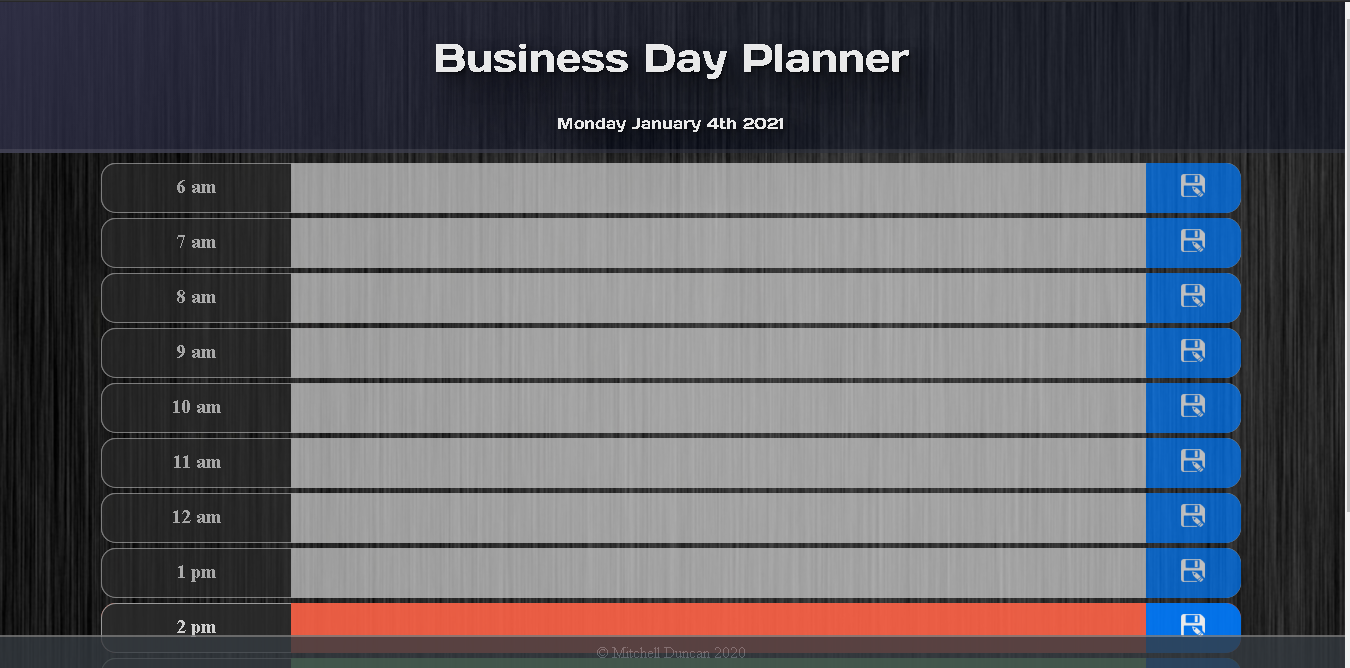 Business Day Planner
Monday January 4th 2021
6 am
7 am
8 am
9 am
10 am
11 am
12 am
1 pm
2 pm
© Mitchell Duncan 2020